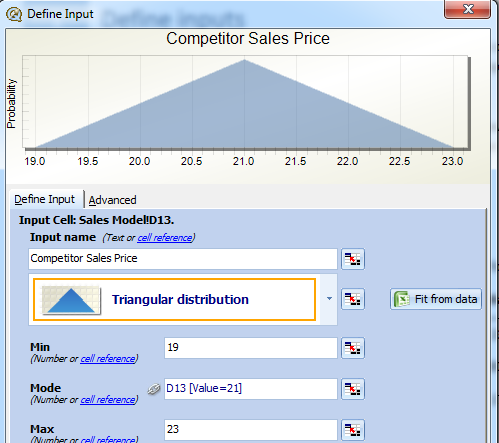 Define Input
Competitor Sales Price
Probability
19.0 19.5 20.0 20.5 21.0 21.5 22.0 22.5 23.0
Define Input Advanced
Input Cell: Sales Model!D13.
Input name (Text or cell reference)
Competitor Sales Price
Triangular distribution
Fit from data
Min 19
(Number or cell reference)
Mode D13 [Value=21]
(Number or cell reference)
Max 23
(Number or cell reference)